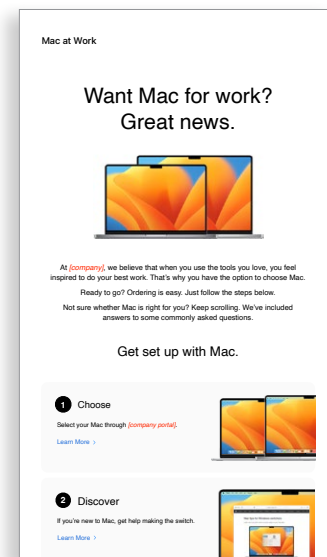 Mac at Work
Want Mac for work?
Great news.
At [company], we believe that when you use the tools you love, you feel
inspired to do your best work. That's why you have the option to choose Mac.
Ready to go? Ordering is easy. Just follow the steps below.
Not sure whether Mac is right for you? Keep scrolling. We've included
answers to some commonly asked questions.
Get set up with Mac.
1 Choose
Select your Mac through [company portal].
Learn More >
2 Discover
If you're new to Mac, get help making the switch.
Learn More >